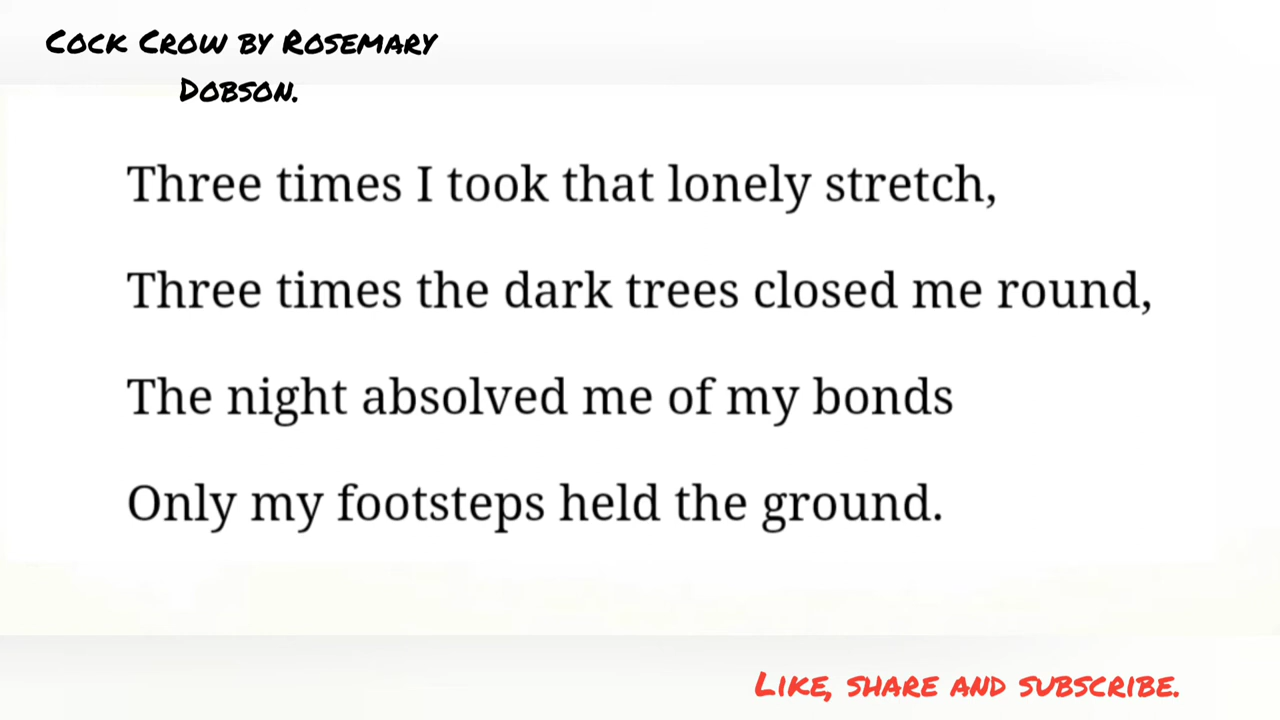 Cock Crow by Rosemary
Dobson.
Three times I took that lonely stretch,
Three times the dark trees closed me round,
The night absolved me of my bonds
Only my footsteps held the ground.
Like, share and subscribe.